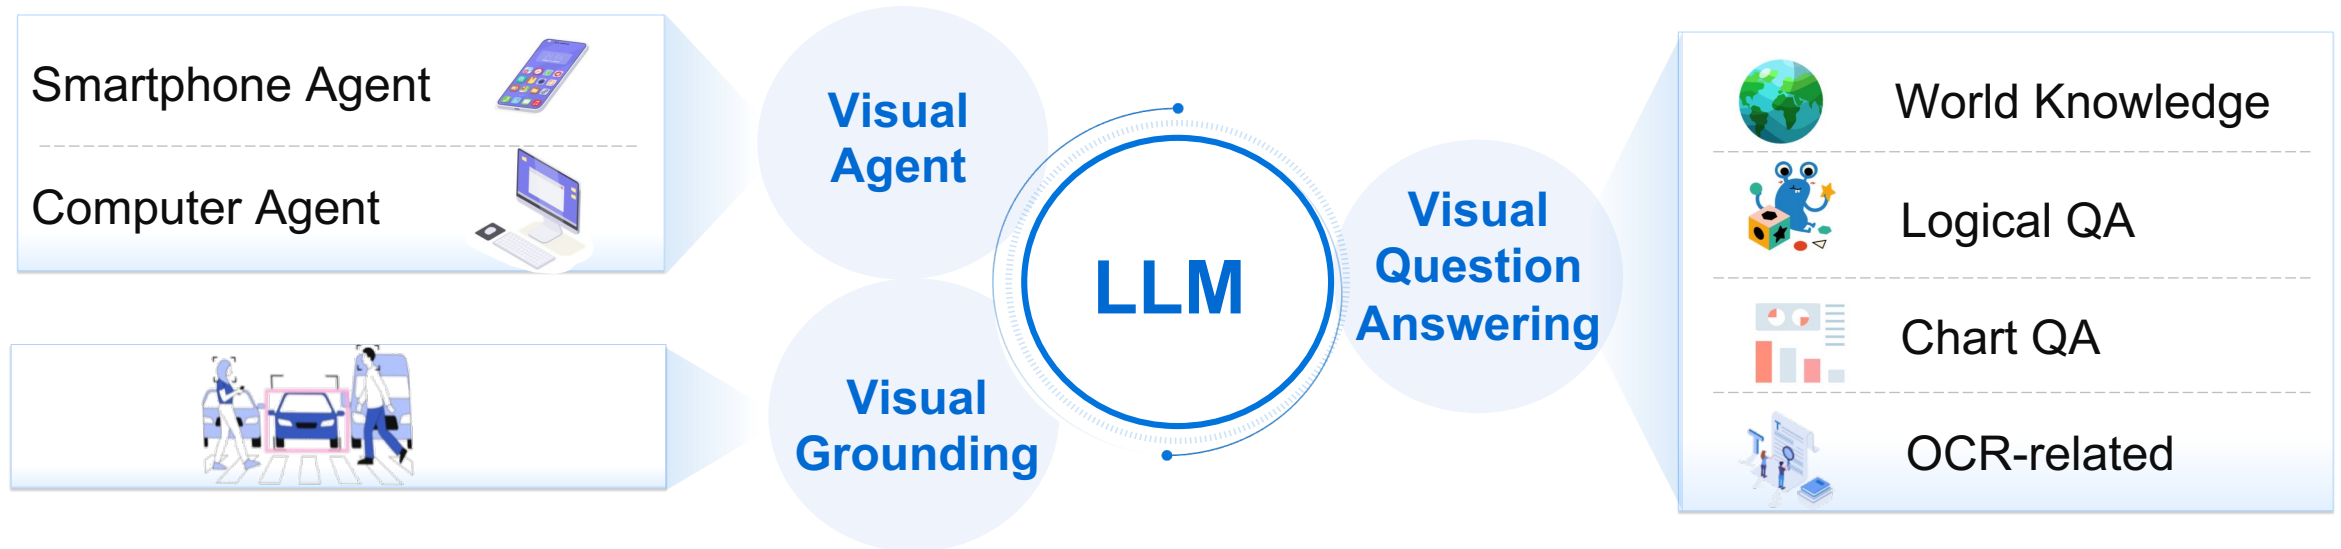 Smartphone Agent
Computer Agent
Visual
Agent
Visual
Grounding
LLM
Visual
Question
Answering
World Knowledge
Logical QA
Chart QA
OCR-related